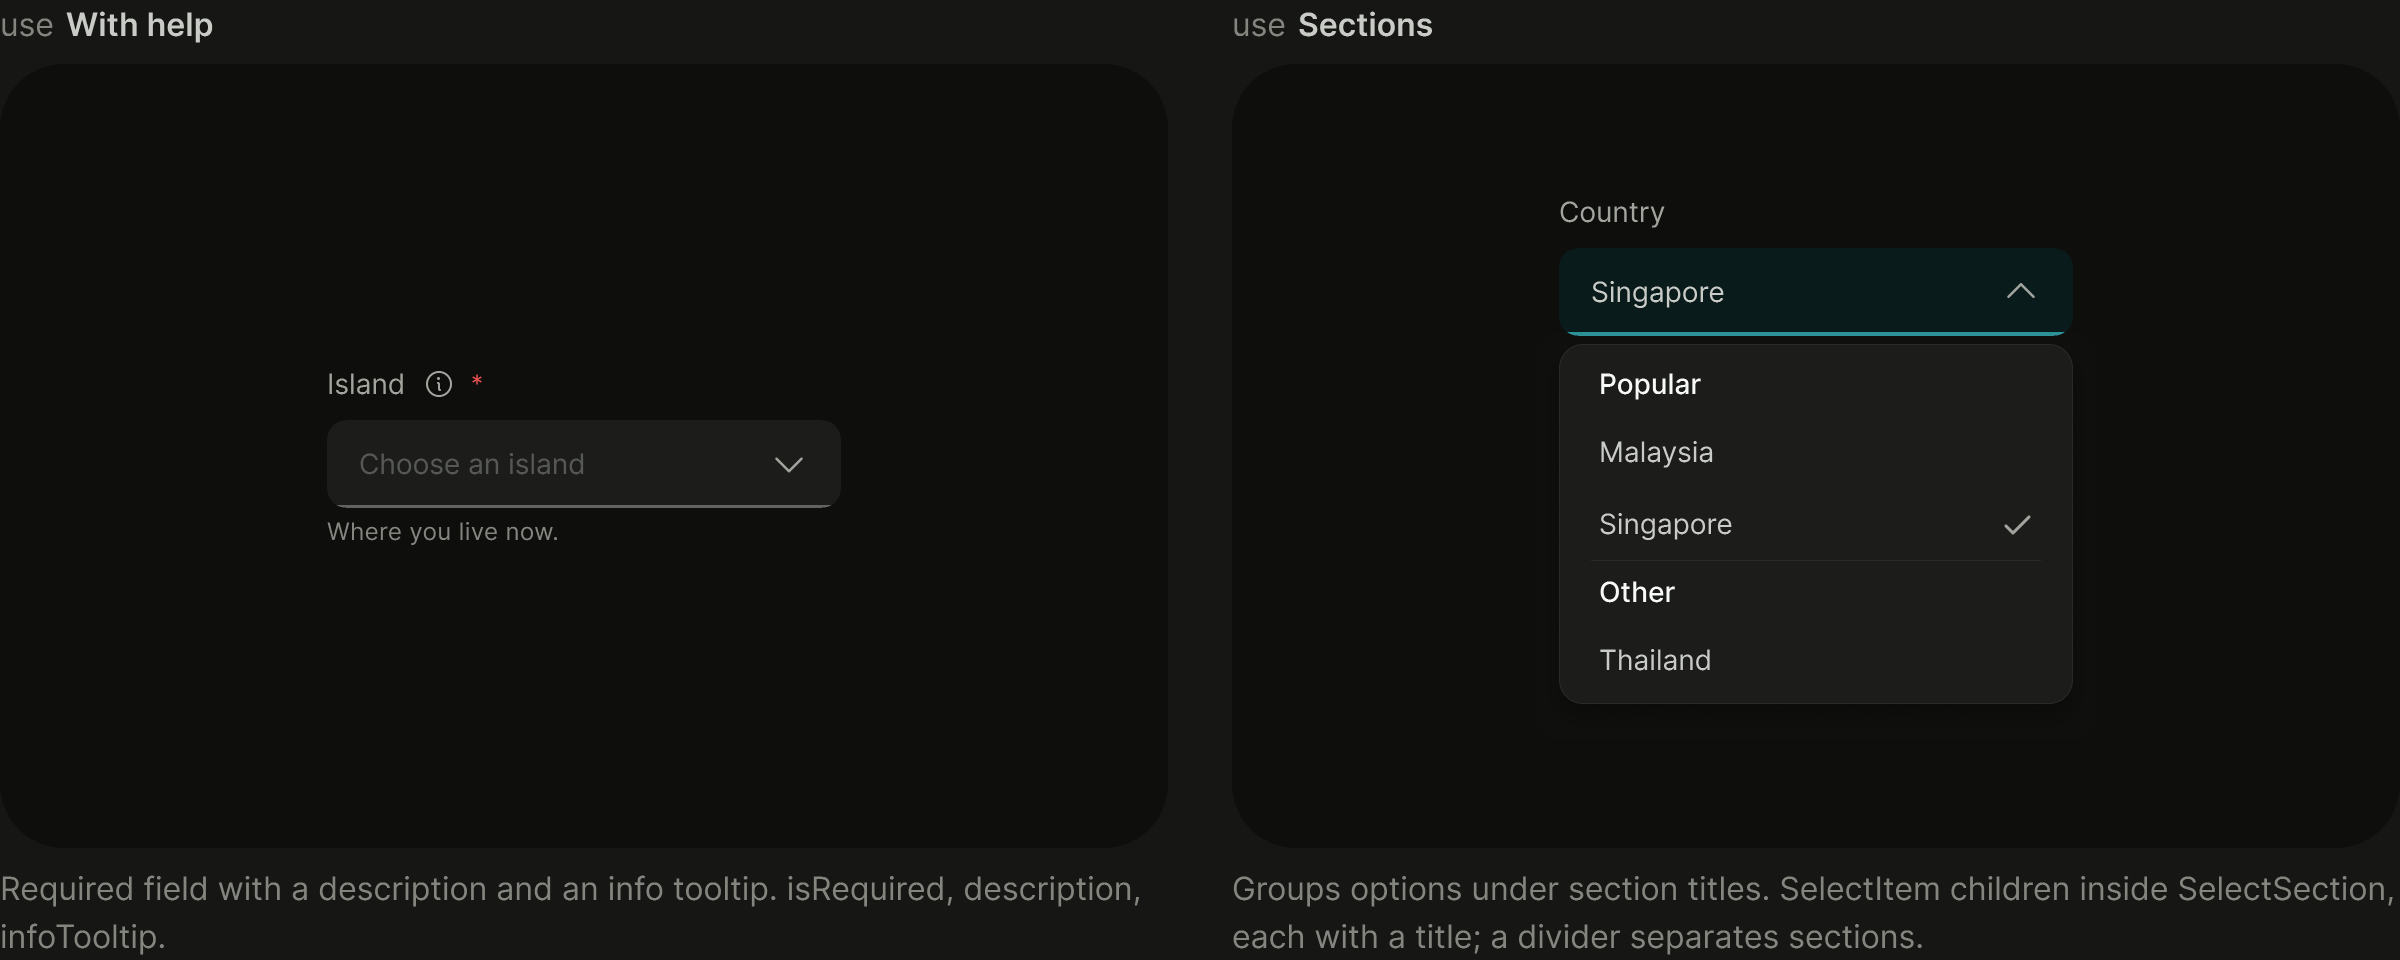 use With help
Island *
Choose an island
Where you live now.
Required field with a description and an info tooltip. isRequired, description,
infoTooltip.
use Sections
Country
Singapore
Popular
Malaysia
Singapore
Other
Thailand
Groups options under section titles. SelectItem children inside SelectSection,
each with a title; a divider separates sections.